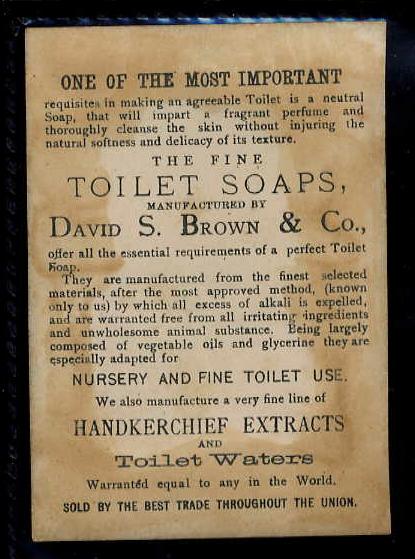 ONE OF THE MOST IMPORTANT
requisites in making an agreeable Toilet is a neutral
Soap, that will impart a fragrant perfume and
thoroughly cleanse the skin without injuring the
natural softness and delicacy of its texture.
THE FINE
TOILET SOAPS,
MANUFACTURED BY
DAVID S. BROWN & CO.,
offer all the essential requirements of a perfect Toilet
Soap.
They are manufactured from the finest selected
materials, after the most approved method, (known
only to us) by which all excess of alkali is expelled,
and are warranted free from all irritating ingredients
and unwholesome animal substance. Being largely
composed of vegetable oils and glycerine they are
especially adapted for
NURSERY AND FINE TOILET USE.
We also manufacture a very fine line of
HANDKERCHIEF EXTRACTS
AND
Toilet Waters
Warranted equal to any in the World.
SOLD BY THE BEST TRADE THROUGHOUT THE UNION.